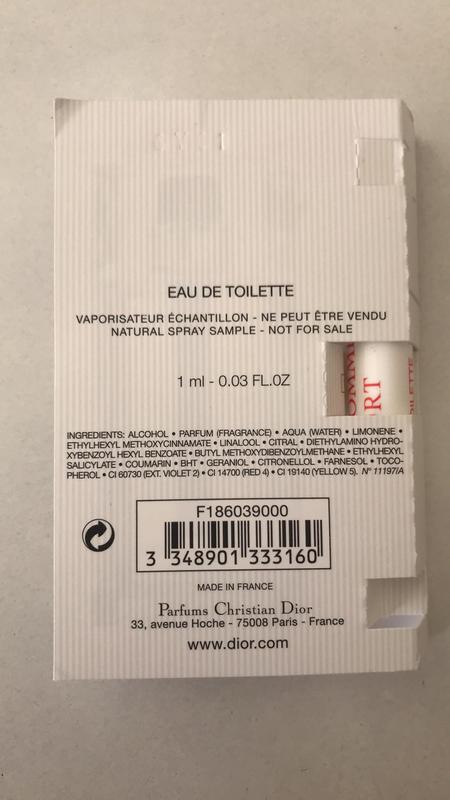 EAU DE TOILETTE
VAPORISATEUR ÉCHANTILLON - NE PEUT ÊTRE VENDU
NATURAL SPRAY SAMPLE - NOT FOR SALE
1 ml - 0.03 FL.OZ
OMME
ORT
OILETTE
INGREDIENTS: ALCOHOL • PARFUM (FRAGRANCE) • AQUA (WATER) • LIMONENE •
ETHYLHEXYL METHOXYCINNAMATE • LINALOOL • CITRAL • DIETHYLAMINO HYDRO-
XYBENZOYL HEXYL BENZOATE • BUTYL METHOXYDIBENZOYLMETHANE • ETHYLHEXYL
SALICYLATE • COUMARIN • BHT • GERANIOL • CITRONELLOL • FARNESOL • TOCO-
PHEROL • CI 60730 (EXT. VIOLET 2) • CI 14700 (RED 4) • CI 19140 (YELLOW 5). N° 11197/A
F186039000
3 348901 333160
MADE IN FRANCE
Parfums Christian Dior
33, avenue Hoche - 75008 Paris - France
www.dior.com